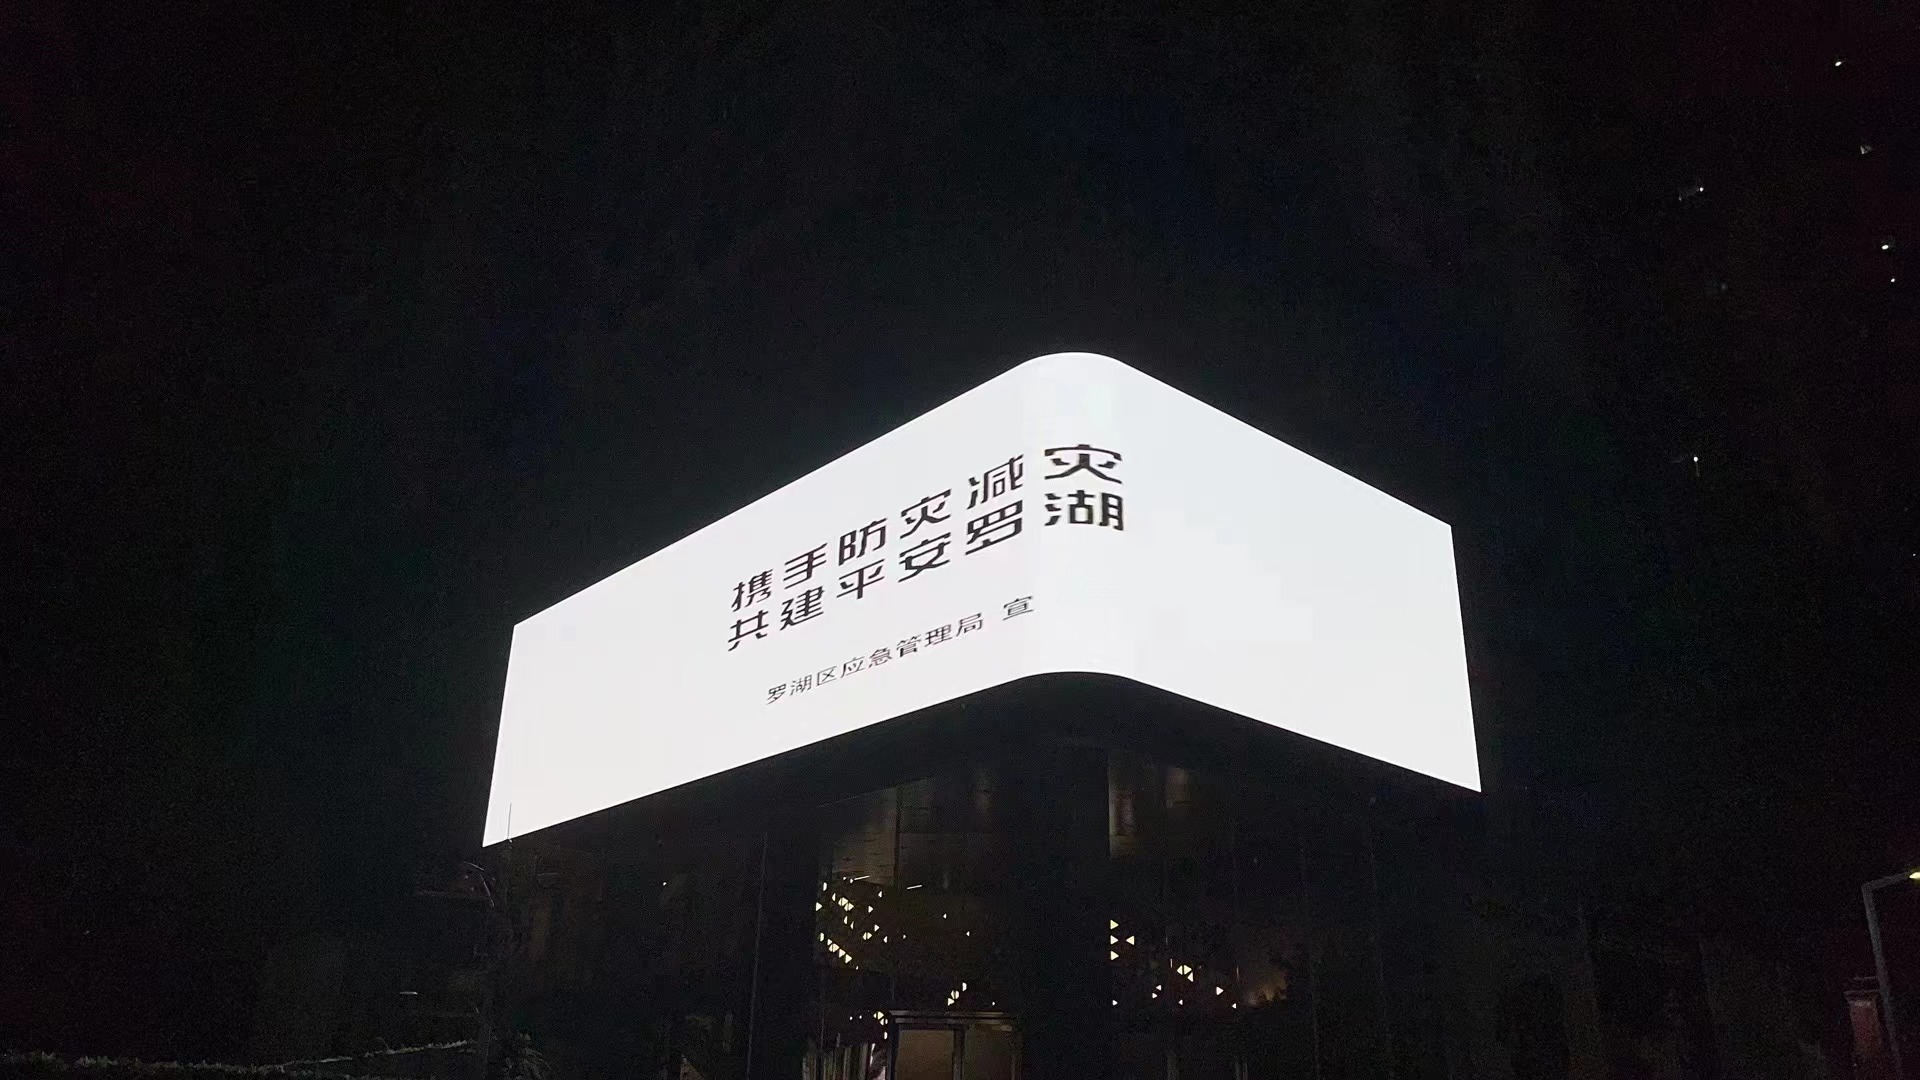 携手防灾减灾
共建平安罗湖
罗湖区应急管理局 宣